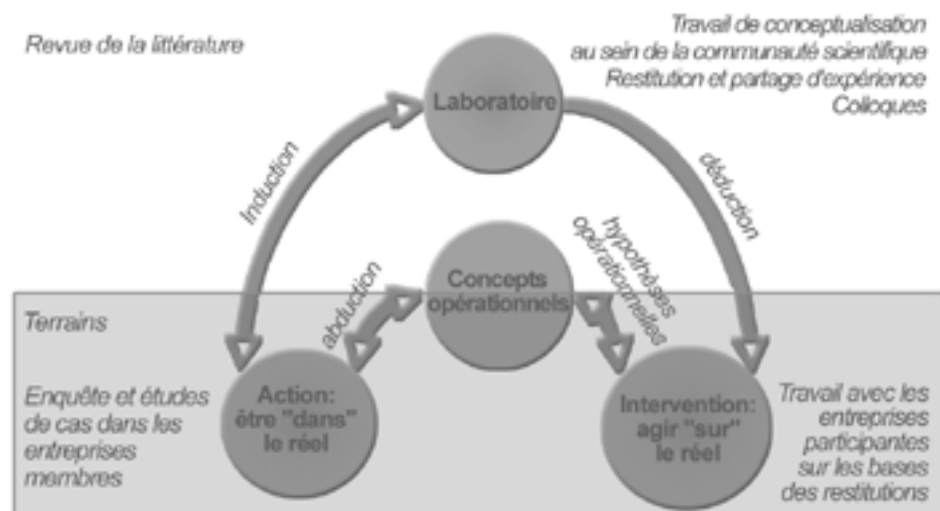 Revue de la littérature
Travail de conceptualisation
au sein de la communauté scientifique
Restitution et partage d'expérience
Colloques
Laboratoire
Induction
déduction
Concepts
opérationnels
abduction
hypothèses
opérationnelles
Terrains
Enquête et études
de cas dans les
entreprises
membres
Action:
être "dans"
le réel
Intervention:
agir "sur"
le réel
Travail avec les
entreprises
participantes
sur les bases
des restitutions